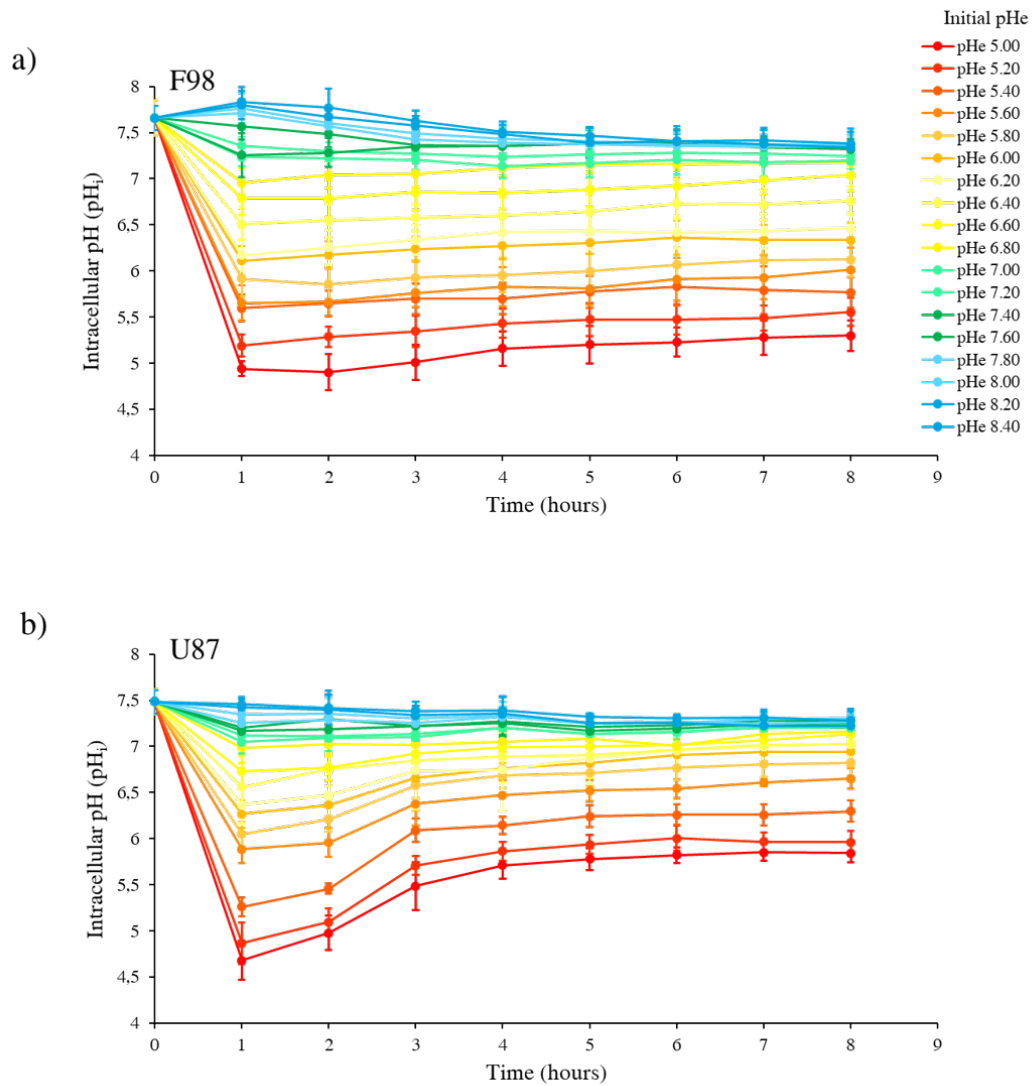 Initial pHe
a)
F98
pHe 5.00
pHe 5.20
pHe 5.40
pHe 5.60
pHe 5.80
pHe 6.00
pHe 6.20
pHe 6.40
pHe 6.60
pHe 6.80
pHe 7.00
pHe 7.20
pHe 7.40
pHe 7.60
pHe 7.80
pHe 8.00
pHe 8.20
pHe 8.40
Intracellular pH (pHi)
8
7,5
7
6,5
6
5,5
5
4,5
4
0 1 2 3 4 5 6 7 8 9
Time (hours)
b)
U87
Intracellular pH (pHi)
8
7,5
7
6,5
6
5,5
5
4,5
4
0 1 2 3 4 5 6 7 8 9
Time (hours)